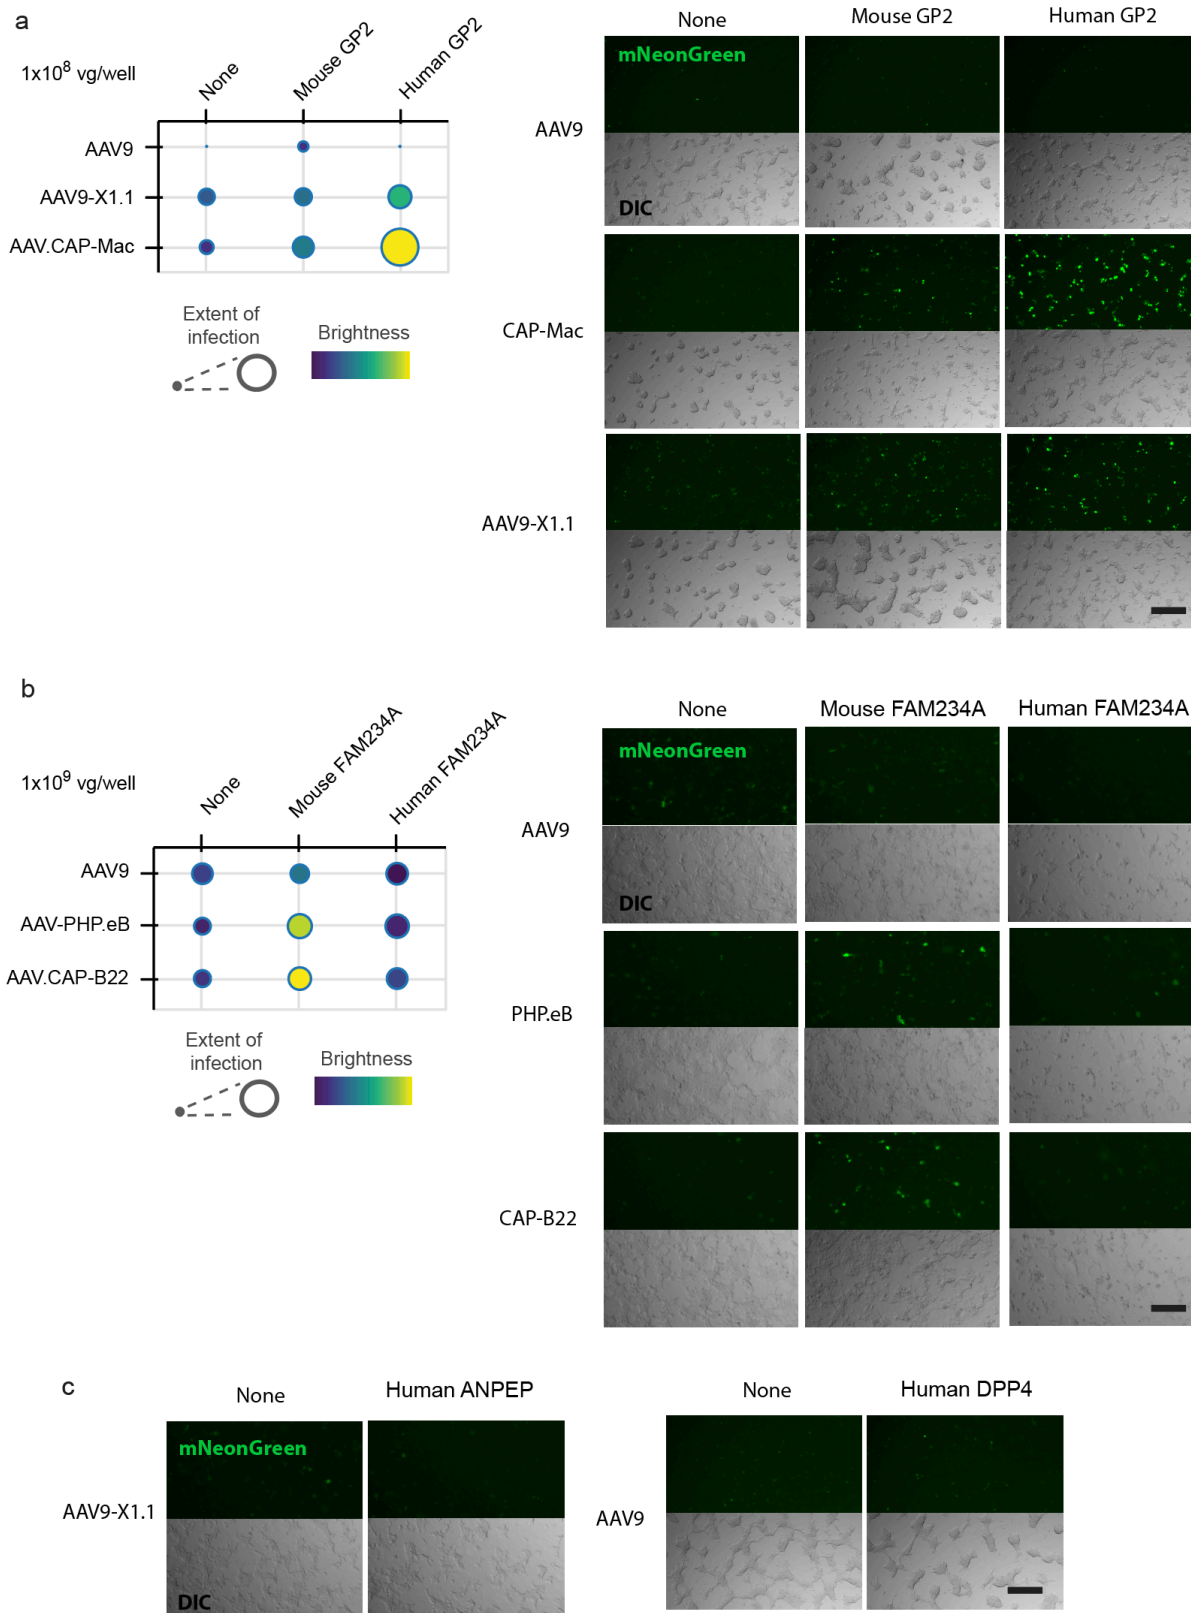 a
1x10⁸ vg/well
None
Mouse GP2
Human GP2
AAV9
AAV9-X1.1
AAV.CAP-Mac
Extent of
infection
Brightness
None
Mouse GP2
Human GP2
mNeonGreen
AAV9
DIC
CAP-Mac
AAV9-X1.1
b
1x10⁹ vg/well
None
Mouse FAM234A
Human FAM234A
AAV9
AAV-PHP.eB
AAV.CAP-B22
Extent of
infection
Brightness
None
Mouse FAM234A
Human FAM234A
mNeonGreen
AAV9
DIC
PHP.eB
CAP-B22
c
None
Human ANPEP
mNeonGreen
AAV9-X1.1
DIC
None
Human DPP4
AAV9